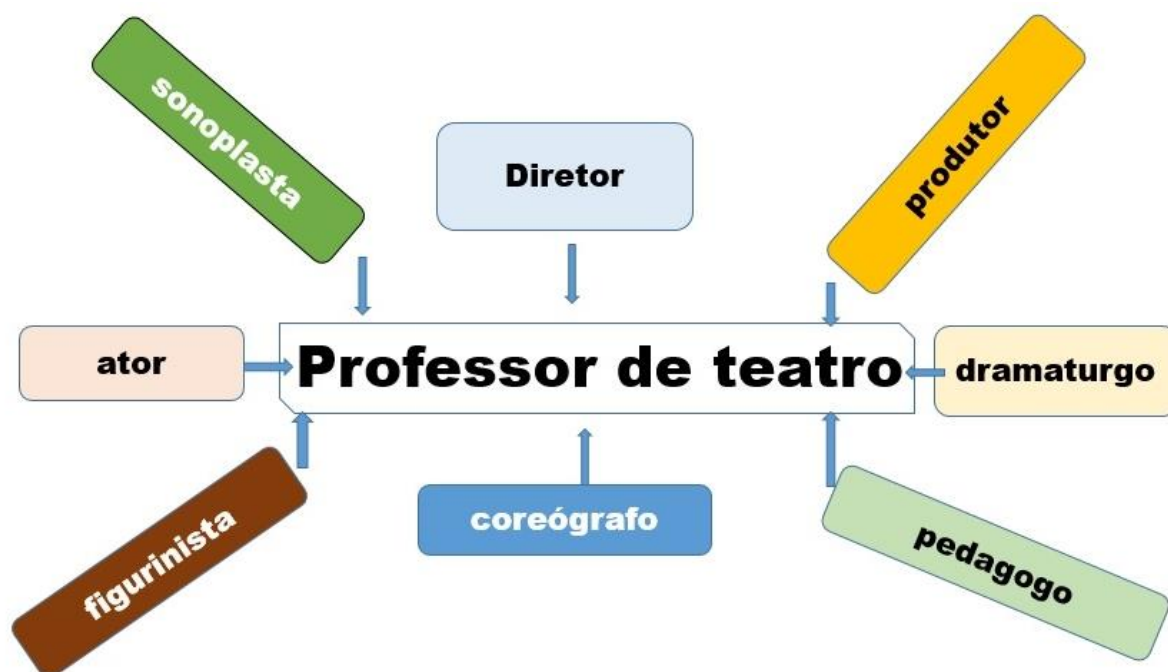 sonoplasta
Diretor
produtor
ator
Professor de teatro
dramaturgo
figurinista
coreógrafo
pedagogo